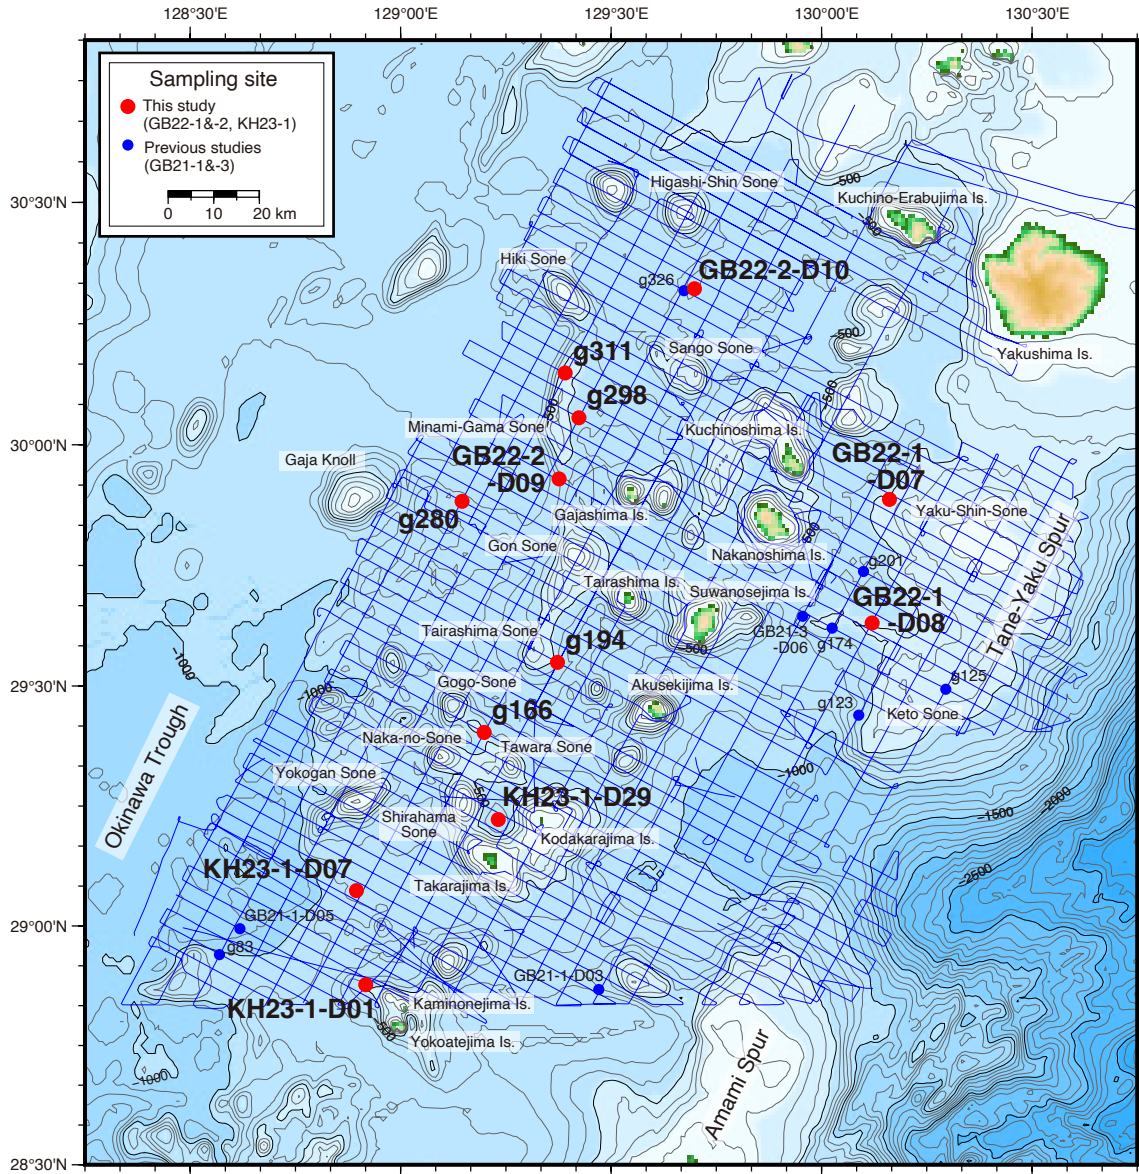 128°30'E
129°00'E
129°30'E
130°00'E
130°30'E
Sampling site
This study
(GB22-1&-2, KH23-1)
Previous studies
(GB21-1&-3)
0 10 20 km
30°30'N
30°00'N
29°30'N
29°00'N
28°30'N
Higashi-Shin Sone
−500
Kuchino-Erabujima Is.
−500
Hiki Sone
g326
GB22-2-D10
−500
Yakushima Is.
Sango Sone
g311
g298
−500
−500
Minami-Gama Sone
Kuchinoshima Is.
Gaja Knoll
GB22-2
-D09
GB22-1
-D07
g280
Gajashima Is.
Yaku-Shin-Sone
Gon Sone
Nakanoshima Is.
−500
g201
Tairashima Is.
Suwanosejima Is.
GB22-1
-D08
Tane-Yaku Spur
Tairashima Sone
g194
GB21-3
-D06
g174
−500
−1000
−1000
Gogo-Sone
Akusekijima Is.
g125
g166
g123
Keto Sone
Naka-no-Sone
Tawara Sone
Okinawa Trough
Yokogan Sone
−1000
−500
KH23-1-D29
−2000
−1500
Shirahama
Sone
Kodakarajima Is.
KH23-1-D07
Takarajima Is.
−2500
GB21-1-D05
g83
GB21-1-D03
KH23-1-D01
Kaminonejima Is.
−500
Yokoatejima Is.
−1000
Amami Spur